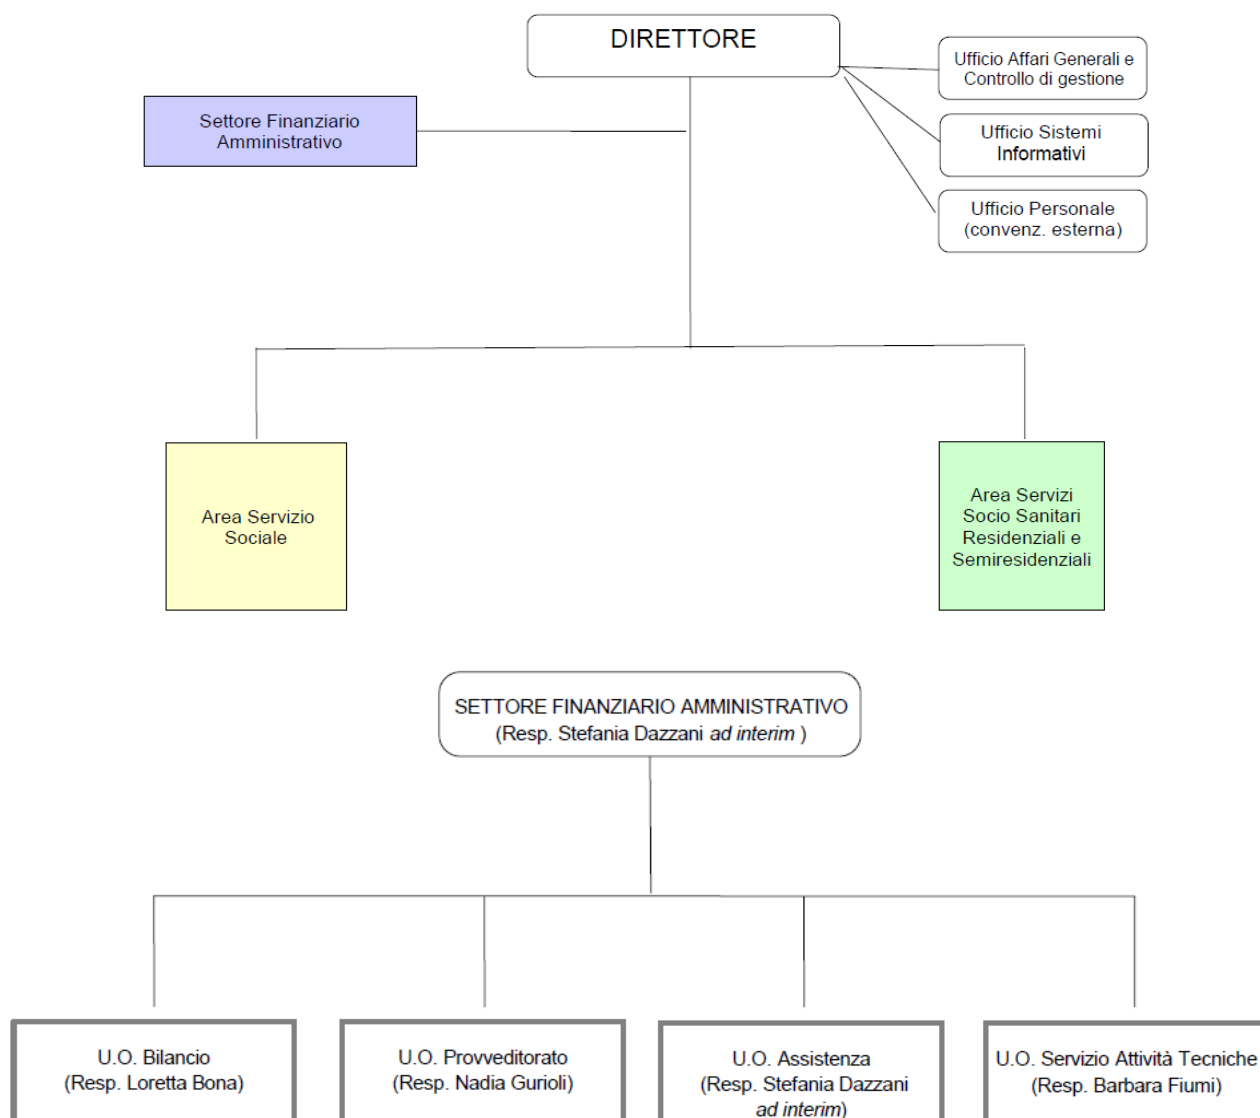 DIRETTORE
Ufficio Affari Generali e
Controllo di gestione
Settore Finanziario
Amministrativo
Ufficio Sistemi
Informativi
Ufficio Personale
(convenz. esterna)
Area Servizio
Sociale
Area Servizi
Socio Sanitari
Residenziali e
Semiresidenziali
SETTORE FINANZIARIO AMMINISTRATIVO
(Resp. Stefania Dazzani ad interim )
U.O. Bilancio
(Resp. Loretta Bona)
U.O. Provveditorato
(Resp. Nadia Gurioli)
U.O. Assistenza
(Resp. Stefania Dazzani
ad interim)
U.O. Servizio Attività Tecniche
(Resp. Barbara Fiumi)